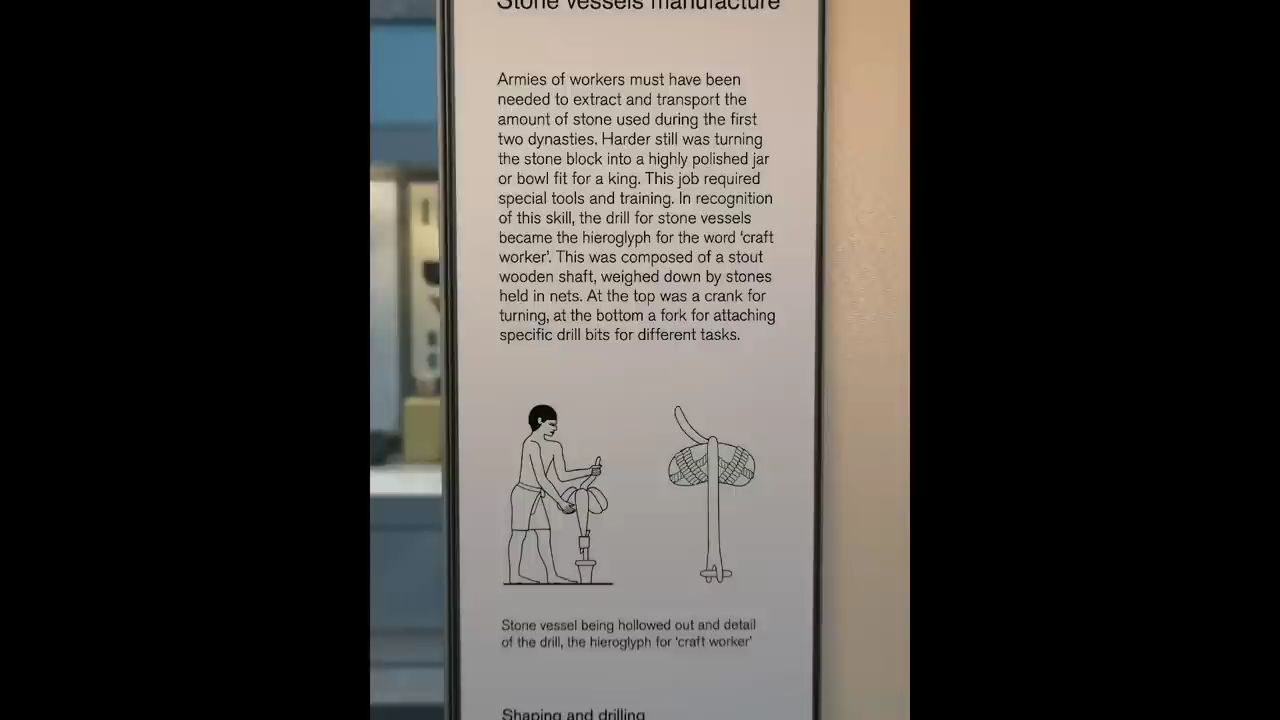 Stone vessels manufacture
Armies of workers must have been
needed to extract and transport the
amount of stone used during the first
two dynasties. Harder still was turning
the stone block into a highly polished jar
or bowl fit for a king. This job required
special tools and training. In recognition
of this skill, the drill for stone vessels
became the hieroglyph for the word ‘craft
worker’. This was composed of a stout
wooden shaft, weighed down by stones
held in nets. At the top was a crank for
turning, at the bottom a fork for attaching
specific drill bits for different tasks.
Stone vessel being hollowed out and detail
of the drill, the hieroglyph for ‘craft worker’
Shaping and drilling